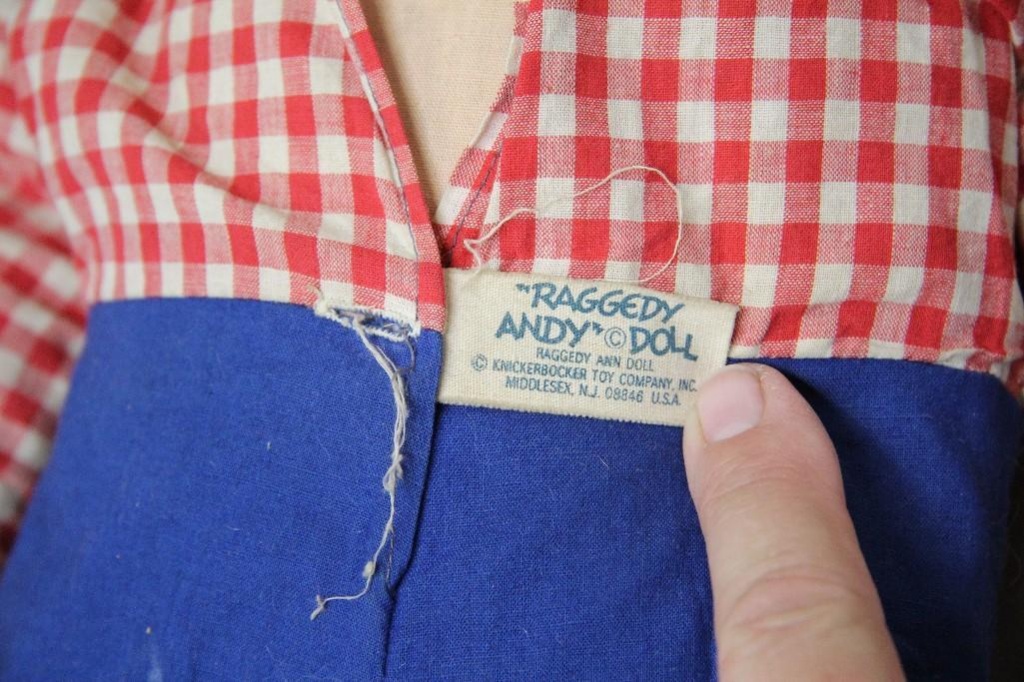 "RAGGEDY
ANDY" © DOLL
RAGGEDY ANN DOLL
© KNICKERBOCKER TOY COMPANY, INC.
MIDDLESEX, N.J. 08846 U.S.A.